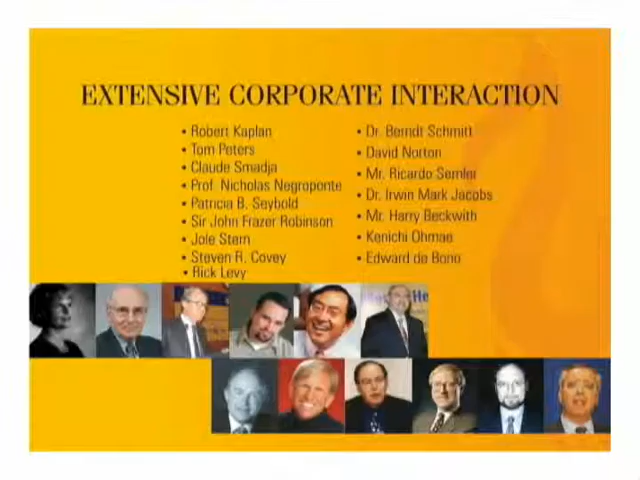 EXTENSIVE CORPORATE INTERACTION
• Robert Kaplan
• Tom Peters
• Claude Smadja
• Prof. Nicholas Negroponte
• Patricia B. Seybold
• Sir John Frazer Robinson
• Jole Stern
• Steven R. Covey
• Rick Levy
• Dr. Berndt Schmitt
• David Norton
• Mr. Ricardo Semler
• Dr. Irwin Mark Jacobs
• Mr. Harry Beckwith
• Kenichi Ohmae
• Edward de Bono